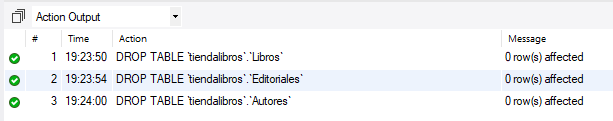 Action Output
# Time Action Message
1 19:23:50 DROP TABLE `tiendalibros`.`Libros` 0 row(s) affected
2 19:23:54 DROP TABLE `tiendalibros`.`Editoriales` 0 row(s) affected
3 19:24:00 DROP TABLE `tiendalibros`.`Autores` 0 row(s) affected